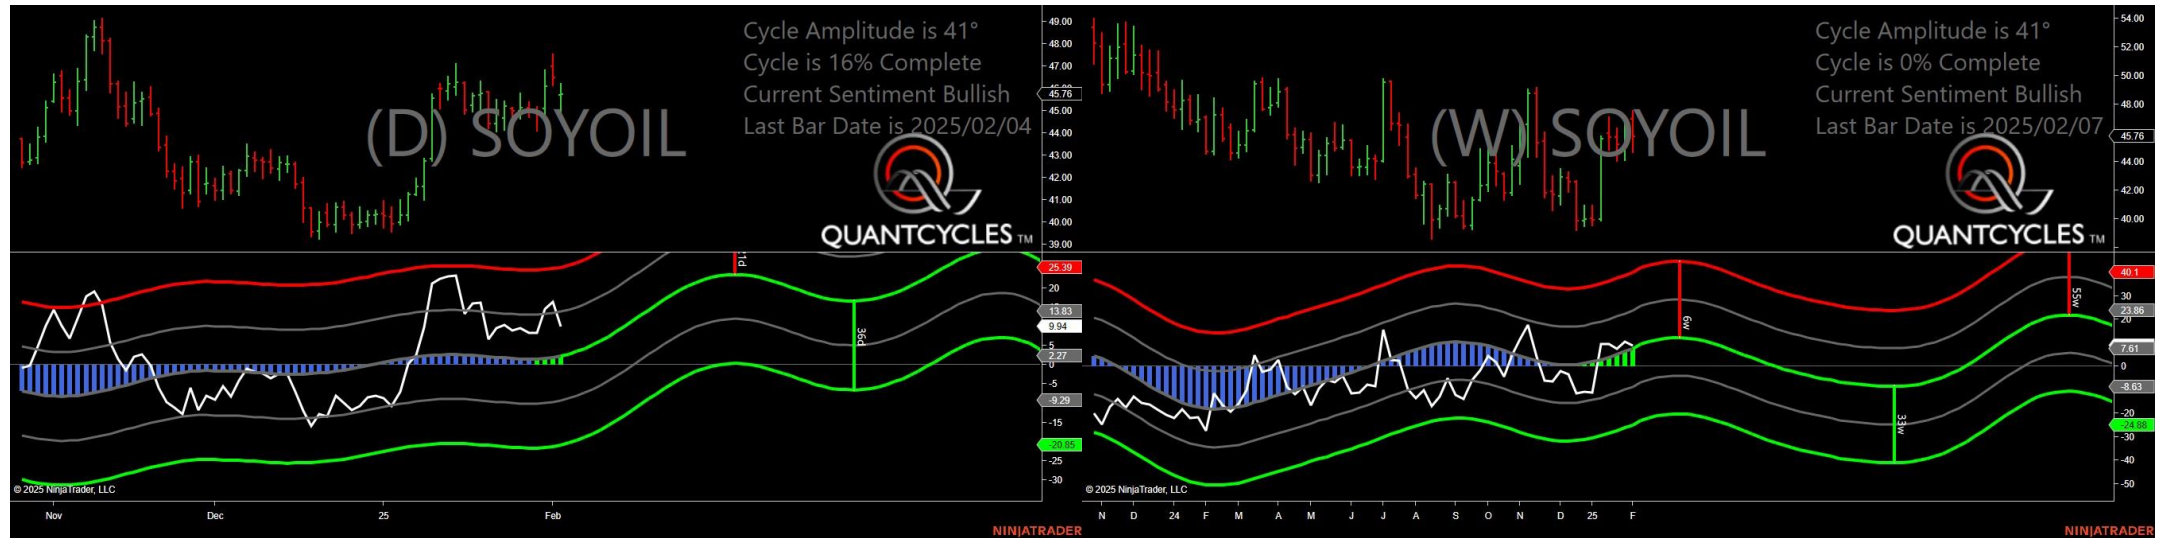 Cycle Amplitude is 41°
Cycle is 16% Complete
Current Sentiment Bullish
Last Bar Date is 2025/02/04
(D) SOYOIL
QUANTCYCLES TM
49.00
48.00
47.00
45.76
45.00
44.00
43.00
42.00
41.00
40.00
39.00
25.39
20
13.83
9.94
5
2.27
0
-5
-9.29
-15
-20.85
-25
-30
36d
© 2025 NinjaTrader, LLC
Nov
Dec
25
Feb
NINJATRADER
Cycle Amplitude is 41°
Cycle is 0% Complete
Current Sentiment Bullish
Last Bar Date is 2025/02/07
(W) SOYOIL
QUANTCYCLES TM
54.00
52.00
50.00
48.00
45.76
44.00
42.00
40.00
40.1
30
23.86
20
7.61
0
-8.63
-20
-24.88
-30
-40
-50
6w
33w
55w
© 2025 NinjaTrader, LLC
N
D
24
F
M
A
M
J
J
A
S
O
N
D
25
F
NINJATRADER